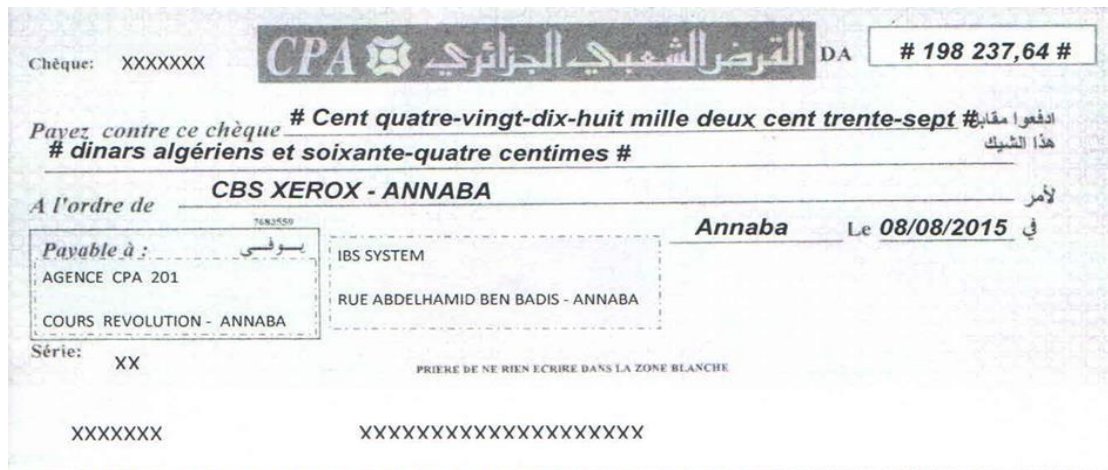 Chèque: XXXXXXX
CPA القرض الشعبي الجزائري DA # 198 237,64 #
Payez contre ce chèque # Cent quatre-vingt-dix-huit mille deux cent trente-sept # ادفعوا مقابل
# dinars algériens et soixante-quatre centimes # هذا الشيك
A l'ordre de CBS XEROX - ANNABA لأمر
7682559
Annaba Le 08/08/2015 في
Payable à : يوفى
AGENCE CPA 201
COURS REVOLUTION - ANNABA
IBS SYSTEM
RUE ABDELHAMID BEN BADIS - ANNABA
Série: XX
PRIERE DE NE RIEN ECRIRE DANS LA ZONE BLANCHE
XXXXXXX XXXXXXXXXXXXXXXXXXXX